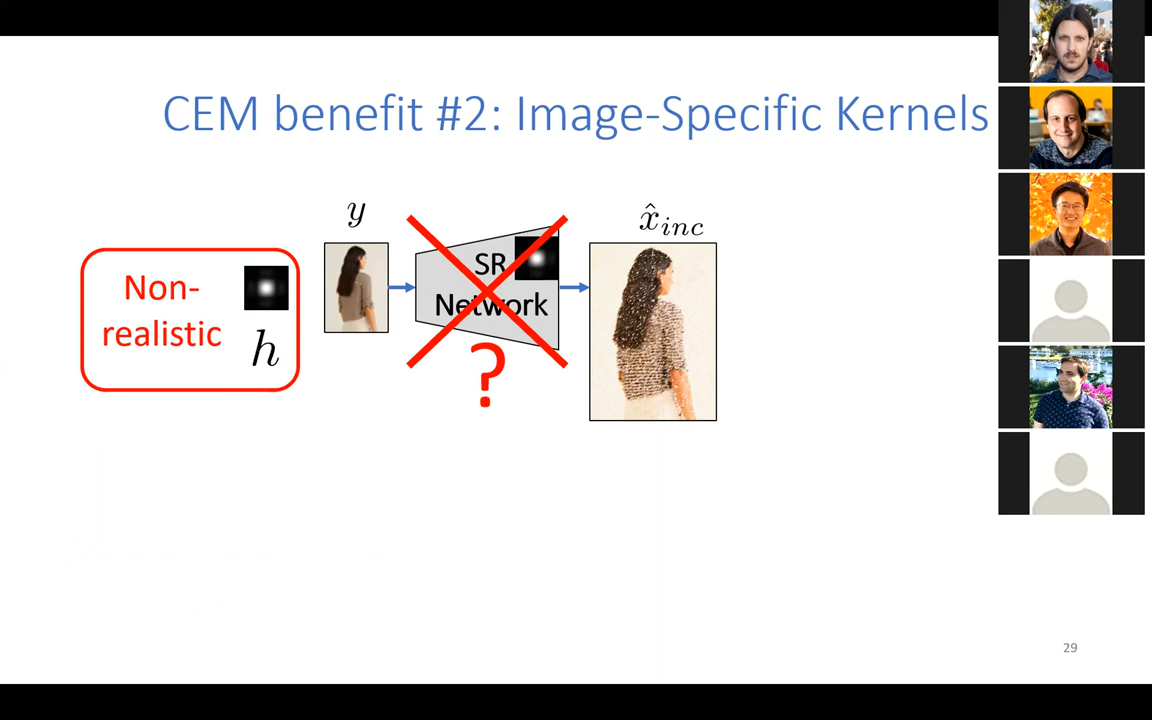 CEM benefit #2: Image-Specific Kernels
y
x̂_inc
Non-
realistic
h
SR
Network
?
29